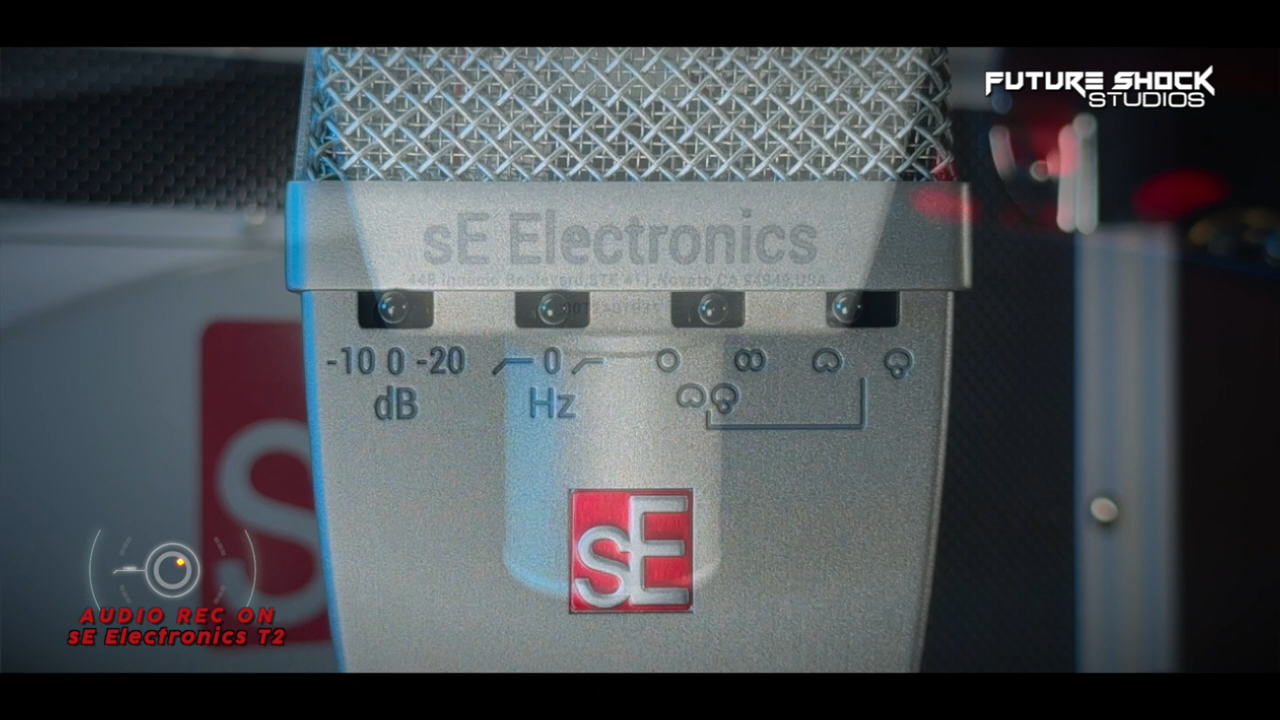 FUTURE SHOCK
STUDIOS
sE Electronics
-10 0 -20
0
dB
Hz
sE
S
AUDIO REC ON
sE Electronics T2